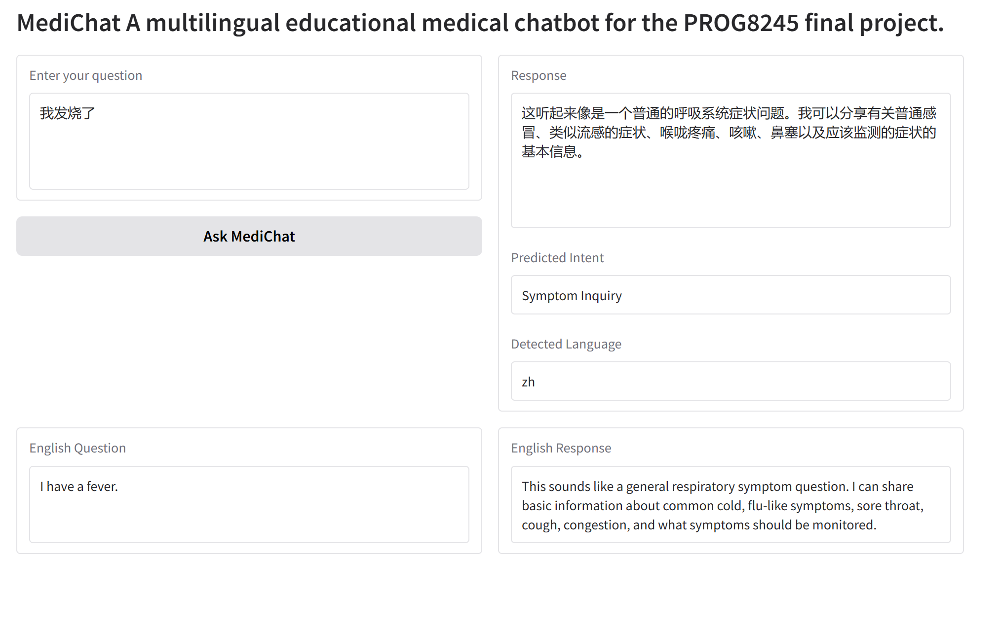 MediChat A multilingual educational medical chatbot for the PROG8245 final project.
Enter your question
我发烧了
Ask MediChat
Response
这听起来像是一个普通的呼吸系统症状问题。我可以分享有关普通感
冒、类似流感的症状、喉咙疼痛、咳嗽、鼻塞以及应该监测的症状的
基本信息。
Predicted Intent
Symptom Inquiry
Detected Language
zh
English Question
I have a fever.
English Response
This sounds like a general respiratory symptom question. I can share
basic information about common cold, flu-like symptoms, sore throat,
cough, congestion, and what symptoms should be monitored.